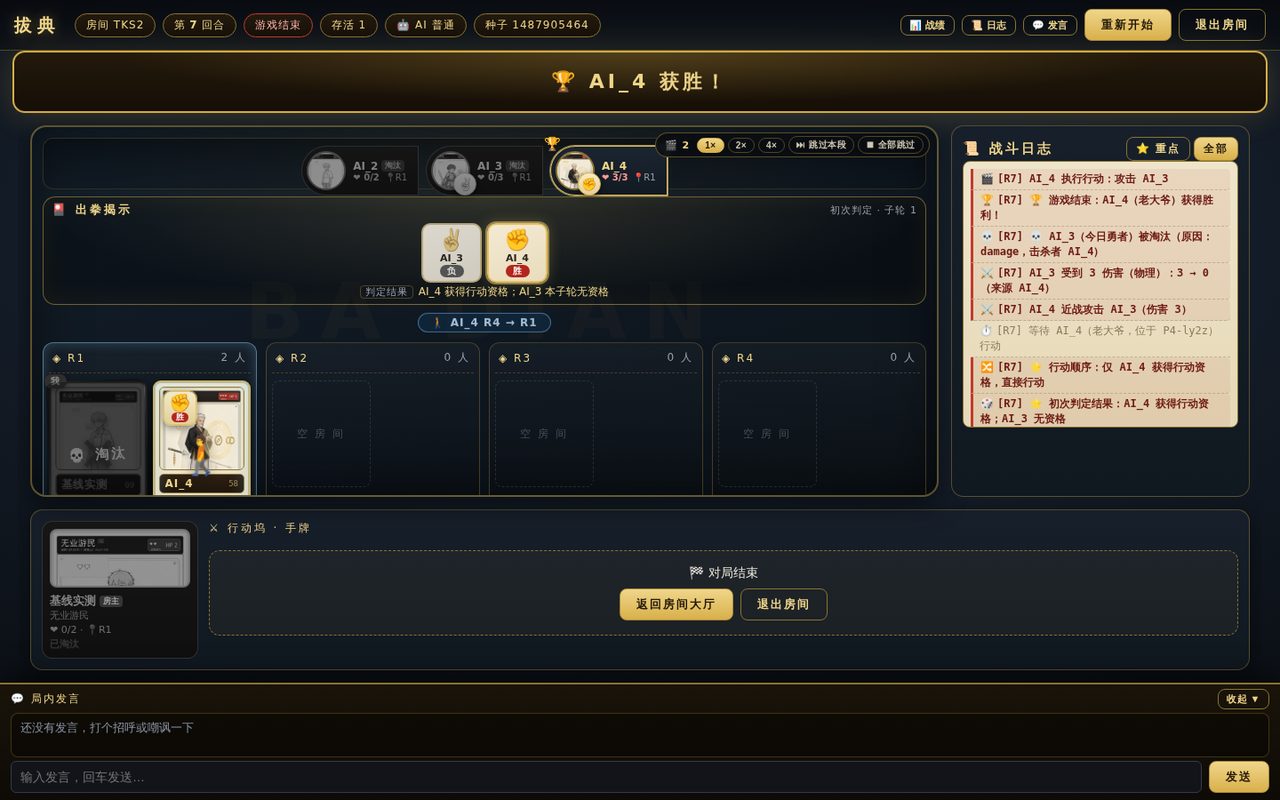 拔典
房间 TKS2
第 7 回合
游戏结束
存活 1
🤖 AI 普通
种子 1487905464
📊 战绩
📜 日志
💬 发言
重新开始
退出房间
🏆 AI_4 获胜！
AI_2 淘汰
❤ 0/2 📍R1
AI_3 淘汰
❤ 0/3 📍R1
AI_4
❤ 3/3 📍R1
🎬 2 1× 2× 4× ⏭ 跳过本段 ⏹ 全部跳过
🎴 出拳揭示
初次判定 · 子轮 1
AI_3
负
AI_4
胜
判定结果 AI_4 获得行动资格；AI_3 本子轮无资格
🚶 AI_4 R4 → R1
◈ R1 2 人
◈ R2 0 人
◈ R3 0 人
◈ R4 0 人
我
无业游民
💀 淘汰
基线实测
胜
AI_4 58
空房间
空房间
空房间
📜 战斗日志
⭐ 重点
全部
🎬 [R7] AI_4 执行行动：攻击 AI_3
🏆 [R7] 🏆 游戏结束：AI_4（老大爷）获得胜
利！
💀 [R7] 💀 AI_3（今日勇者）被淘汰（原因：
damage，击杀者 AI_4）
⚔️ [R7] AI_3 受到 3 伤害（物理）：3 → 0
（来源 AI_4）
⚔️ [R7] AI_4 近战攻击 AI_3（伤害 3）
⏱️ [R7] 等待 AI_4（老大爷，位于 P4-ly2z）
行动
🔀 [R7] ⭐ 行动顺序：仅 AI_4 获得行动资
格，直接行动
🎲 [R7] ⭐ 初次判定结果：AI_4 获得行动资
格；AI_3 无资格
无业游民
HP 2
基线实测 房主
无业游民
❤ 0/2 · 📍R1
已淘汰
⚔ 行动坞 · 手牌
🏁 对局结束
返回房间大厅
退出房间
💬 局内发言
收起 ▼
还没有发言，打个招呼或嘲讽一下
输入发言，回车发送…
发送